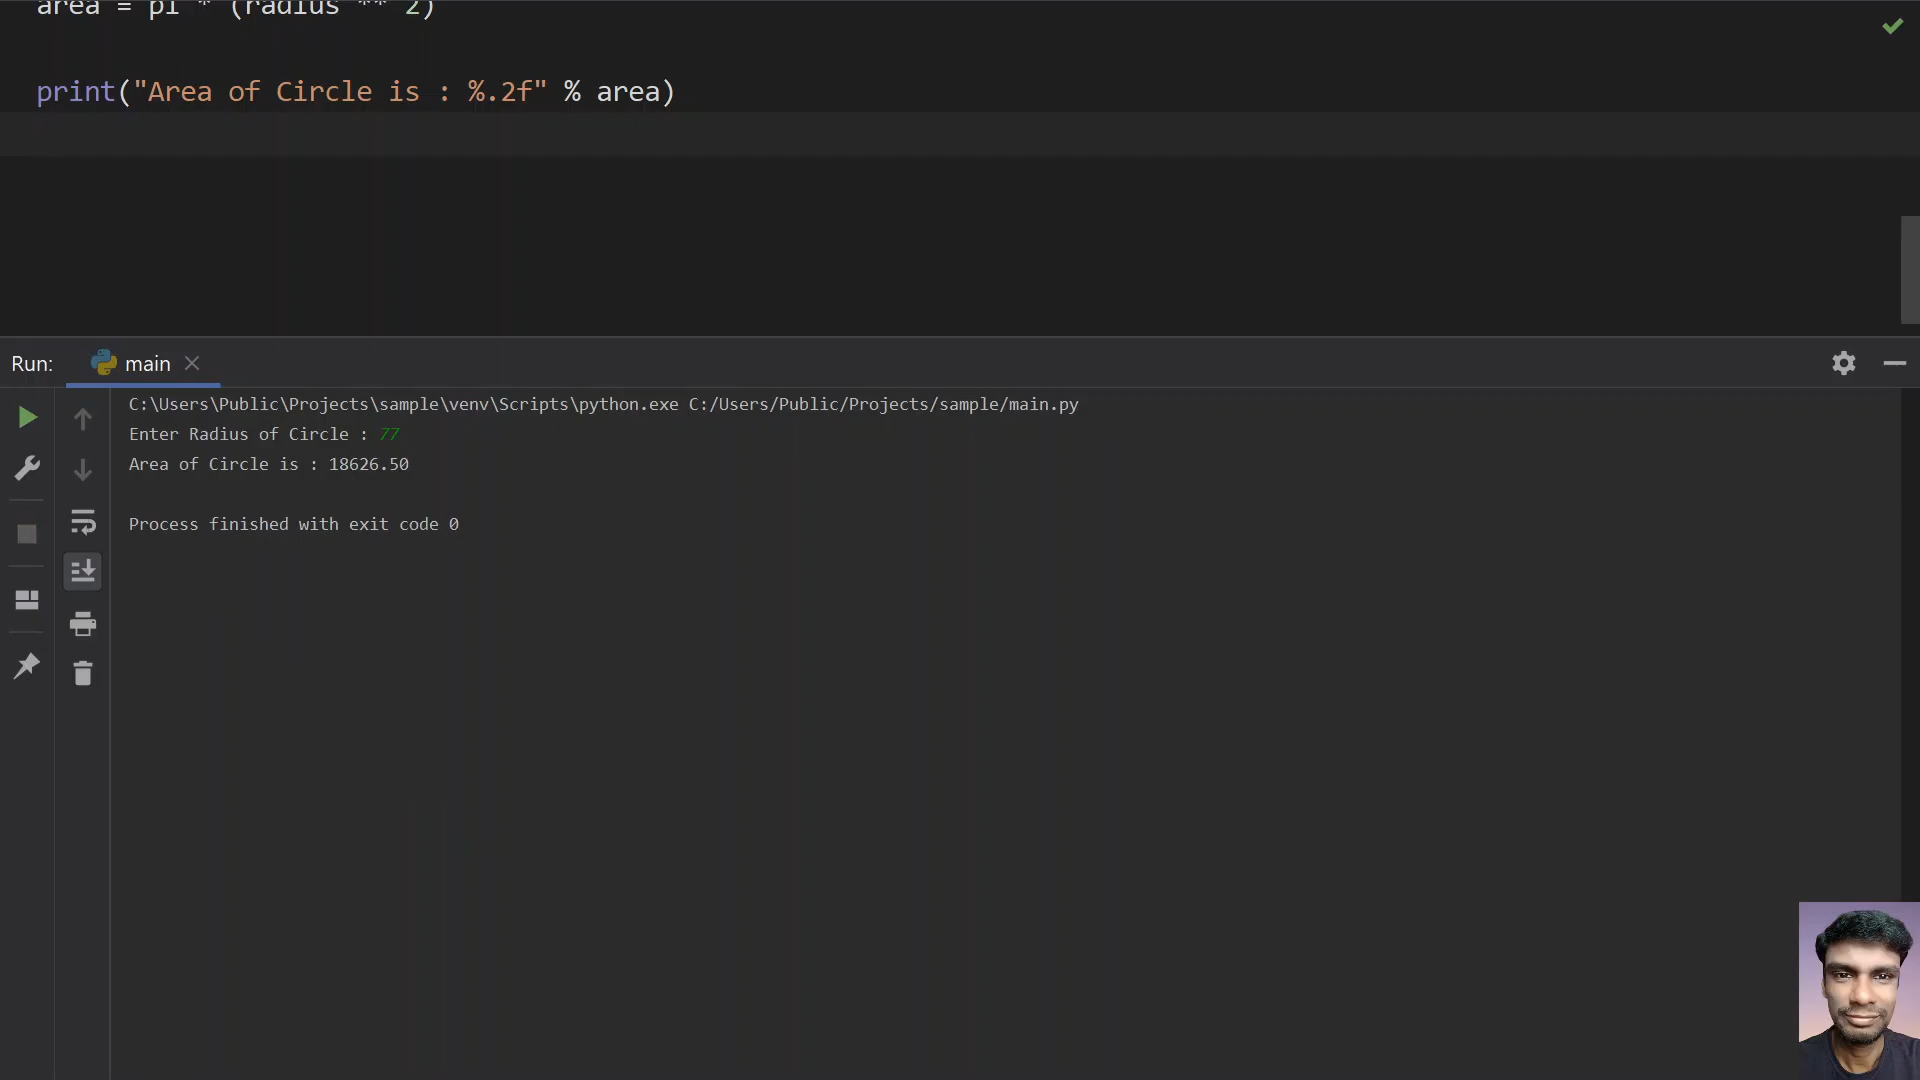 area = pi * (radius ** 2)
print("Area of Circle is : %.2f" % area)
Run: main
C:\Users\Public\Projects\sample\venv\Scripts\python.exe C:/Users/Public/Projects/sample/main.py
Enter Radius of Circle : 77
Area of Circle is : 18626.50
Process finished with exit code 0